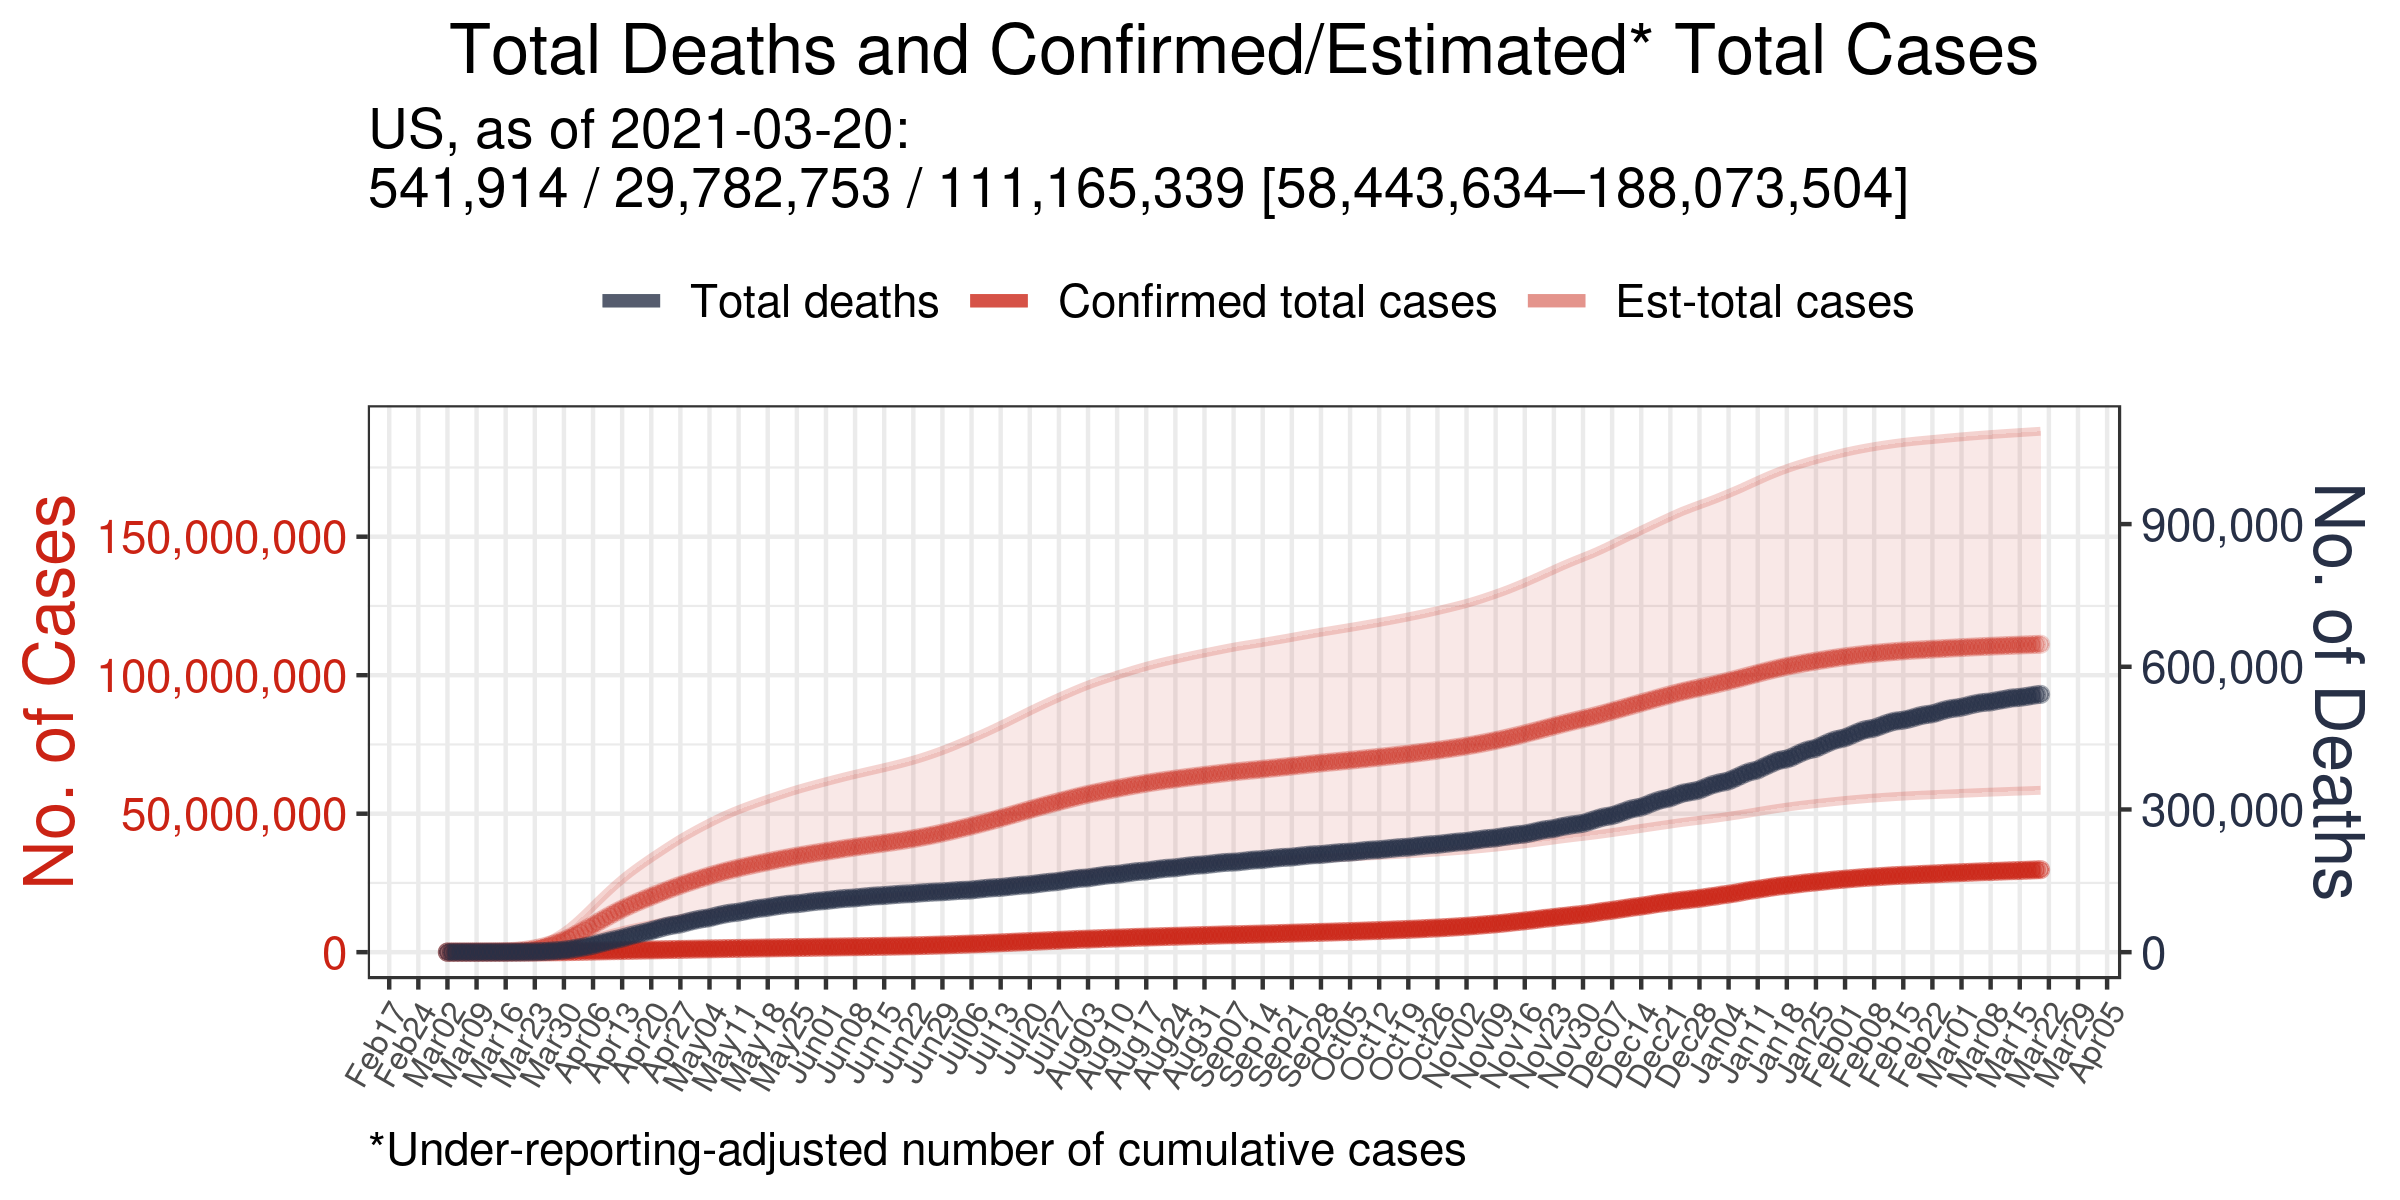 Total Deaths and Confirmed/Estimated* Total Cases
US, as of 2021-03-20:
541,914 / 29,782,753 / 111,165,339 [58,443,634–188,073,504]
Total deaths
Confirmed total cases
Est-total cases
No. of Cases
150,000,000
100,000,000
50,000,000
0
900,000
600,000
300,000
0
No. of Deaths
Feb17
Feb24
Mar02
Mar09
Mar16
Mar23
Mar30
Apr06
Apr13
Apr20
Apr27
May04
May11
May18
May25
Jun01
Jun08
Jun15
Jun22
Jun29
Jul06
Jul13
Jul20
Jul27
Aug03
Aug10
Aug17
Aug24
Aug31
Sep07
Sep14
Sep21
Sep28
Oct05
Oct12
Oct19
Oct26
Nov02
Nov09
Nov16
Nov23
Nov30
Dec07
Dec14
Dec21
Dec28
Jan04
Jan11
Jan18
Jan25
Feb01
Feb08
Feb15
Feb22
Mar01
Mar08
Mar15
Mar22
Mar29
Apr05
*Under-reporting-adjusted number of cumulative cases